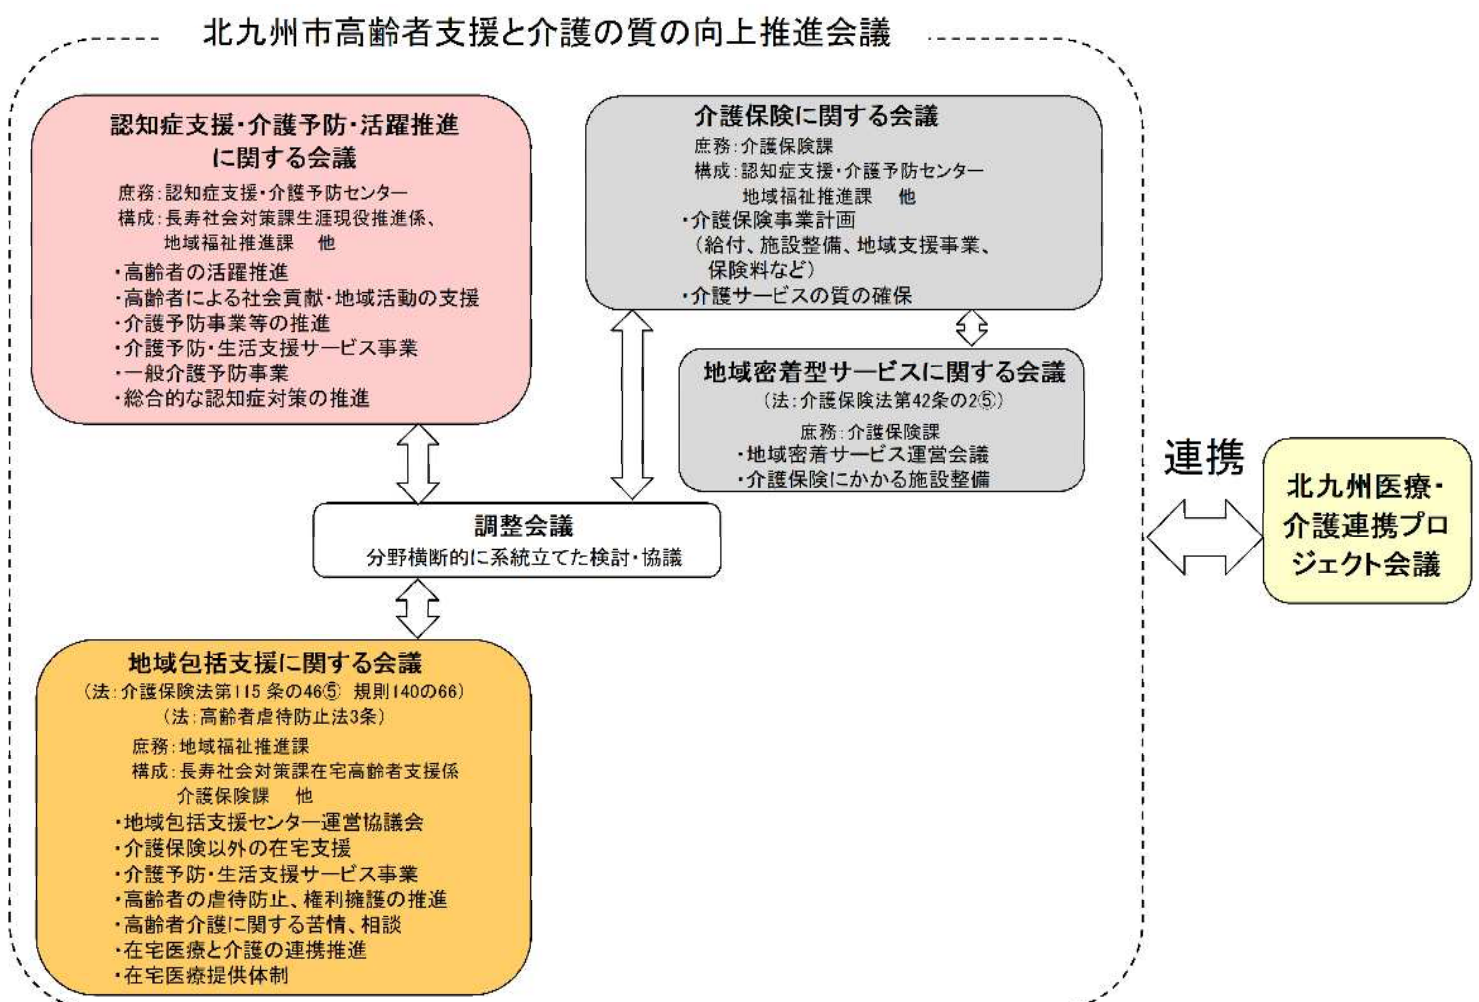 北九州市高齢者支援と介護の質の向上推進会議
認知症支援・介護予防・活躍推進
に関する会議
庶務：認知症支援・介護予防センター
構成：長寿社会対策課生涯現役推進係、
地域福祉推進課　他
・高齢者の活躍推進
・高齢者による社会貢献・地域活動の支援
・介護予防事業等の推進
・介護予防・生活支援サービス事業
・一般介護予防事業
・総合的な認知症対策の推進
介護保険に関する会議
庶務：介護保険課
構成：認知症支援・介護予防センター
地域福祉推進課　他
・介護保険事業計画
（給付、施設整備、地域支援事業、
保険料など）
・介護サービスの質の確保
地域密着型サービスに関する会議
（法：介護保険法第42条の2⑤）
庶務：介護保険課
・地域密着サービス運営会議
・介護保険にかかる施設整備
調整会議
分野横断的に系統立てた検討・協議
地域包括支援に関する会議
（法：介護保険法第115条の46⑤　規則140の66）
（法：高齢者虐待防止法3条）
庶務：地域福祉推進課
構成：長寿社会対策課在宅高齢者支援係
介護保険課　他
・地域包括支援センター運営協議会
・介護保険以外の在宅支援
・介護予防・生活支援サービス事業
・高齢者の虐待防止、権利擁護の推進
・高齢者介護に関する苦情、相談
・在宅医療と介護の連携推進
・在宅医療提供体制
連携
北九州医療・
介護連携プロ
ジェクト会議